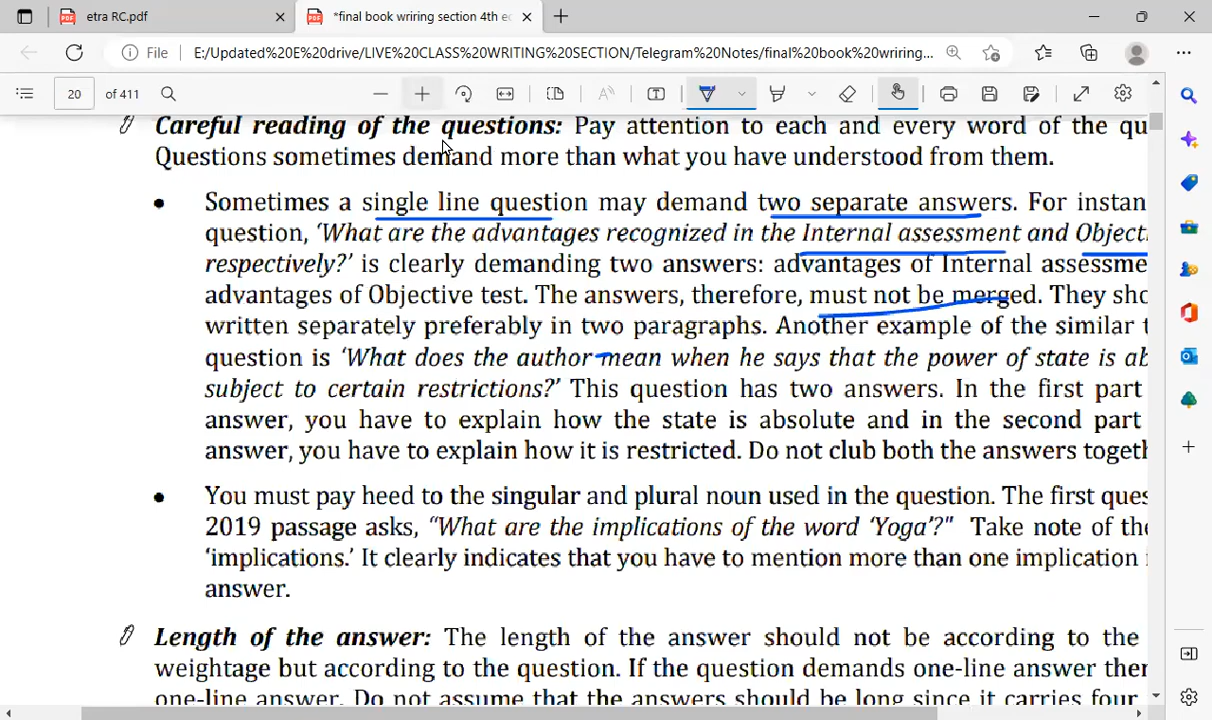 etra RC.pdf
*final book wriring section 4th ec
File
E:/Updated%20E%20drive/LIVE%20CLASS%20WRITING%20SECTION/Telegram%20Notes/final%20book%20wriring...
20 of 411
Careful reading of the questions: Pay attention to each and every word of the qu
Questions sometimes demand more than what you have understood from them.
Sometimes a single line question may demand two separate answers. For instan
question, ‘What are the advantages recognized in the Internal assessment and Objecti
respectively?’ is clearly demanding two answers: advantages of Internal assessme
advantages of Objective test. The answers, therefore, must not be merged. They sho
written separately preferably in two paragraphs. Another example of the similar t
question is ‘What does the author mean when he says that the power of state is ab
subject to certain restrictions?’ This question has two answers. In the first part
answer, you have to explain how the state is absolute and in the second part
answer, you have to explain how it is restricted. Do not club both the answers togeth
You must pay heed to the singular and plural noun used in the question. The first ques
2019 passage asks, “What are the implications of the word ‘Yoga’?" Take note of the
‘implications.’ It clearly indicates that you have to mention more than one implication i
answer.
Length of the answer: The length of the answer should not be according to the
weightage but according to the question. If the question demands one-line answer then
one-line answer. Do not assume that the answers should be long since it carries four